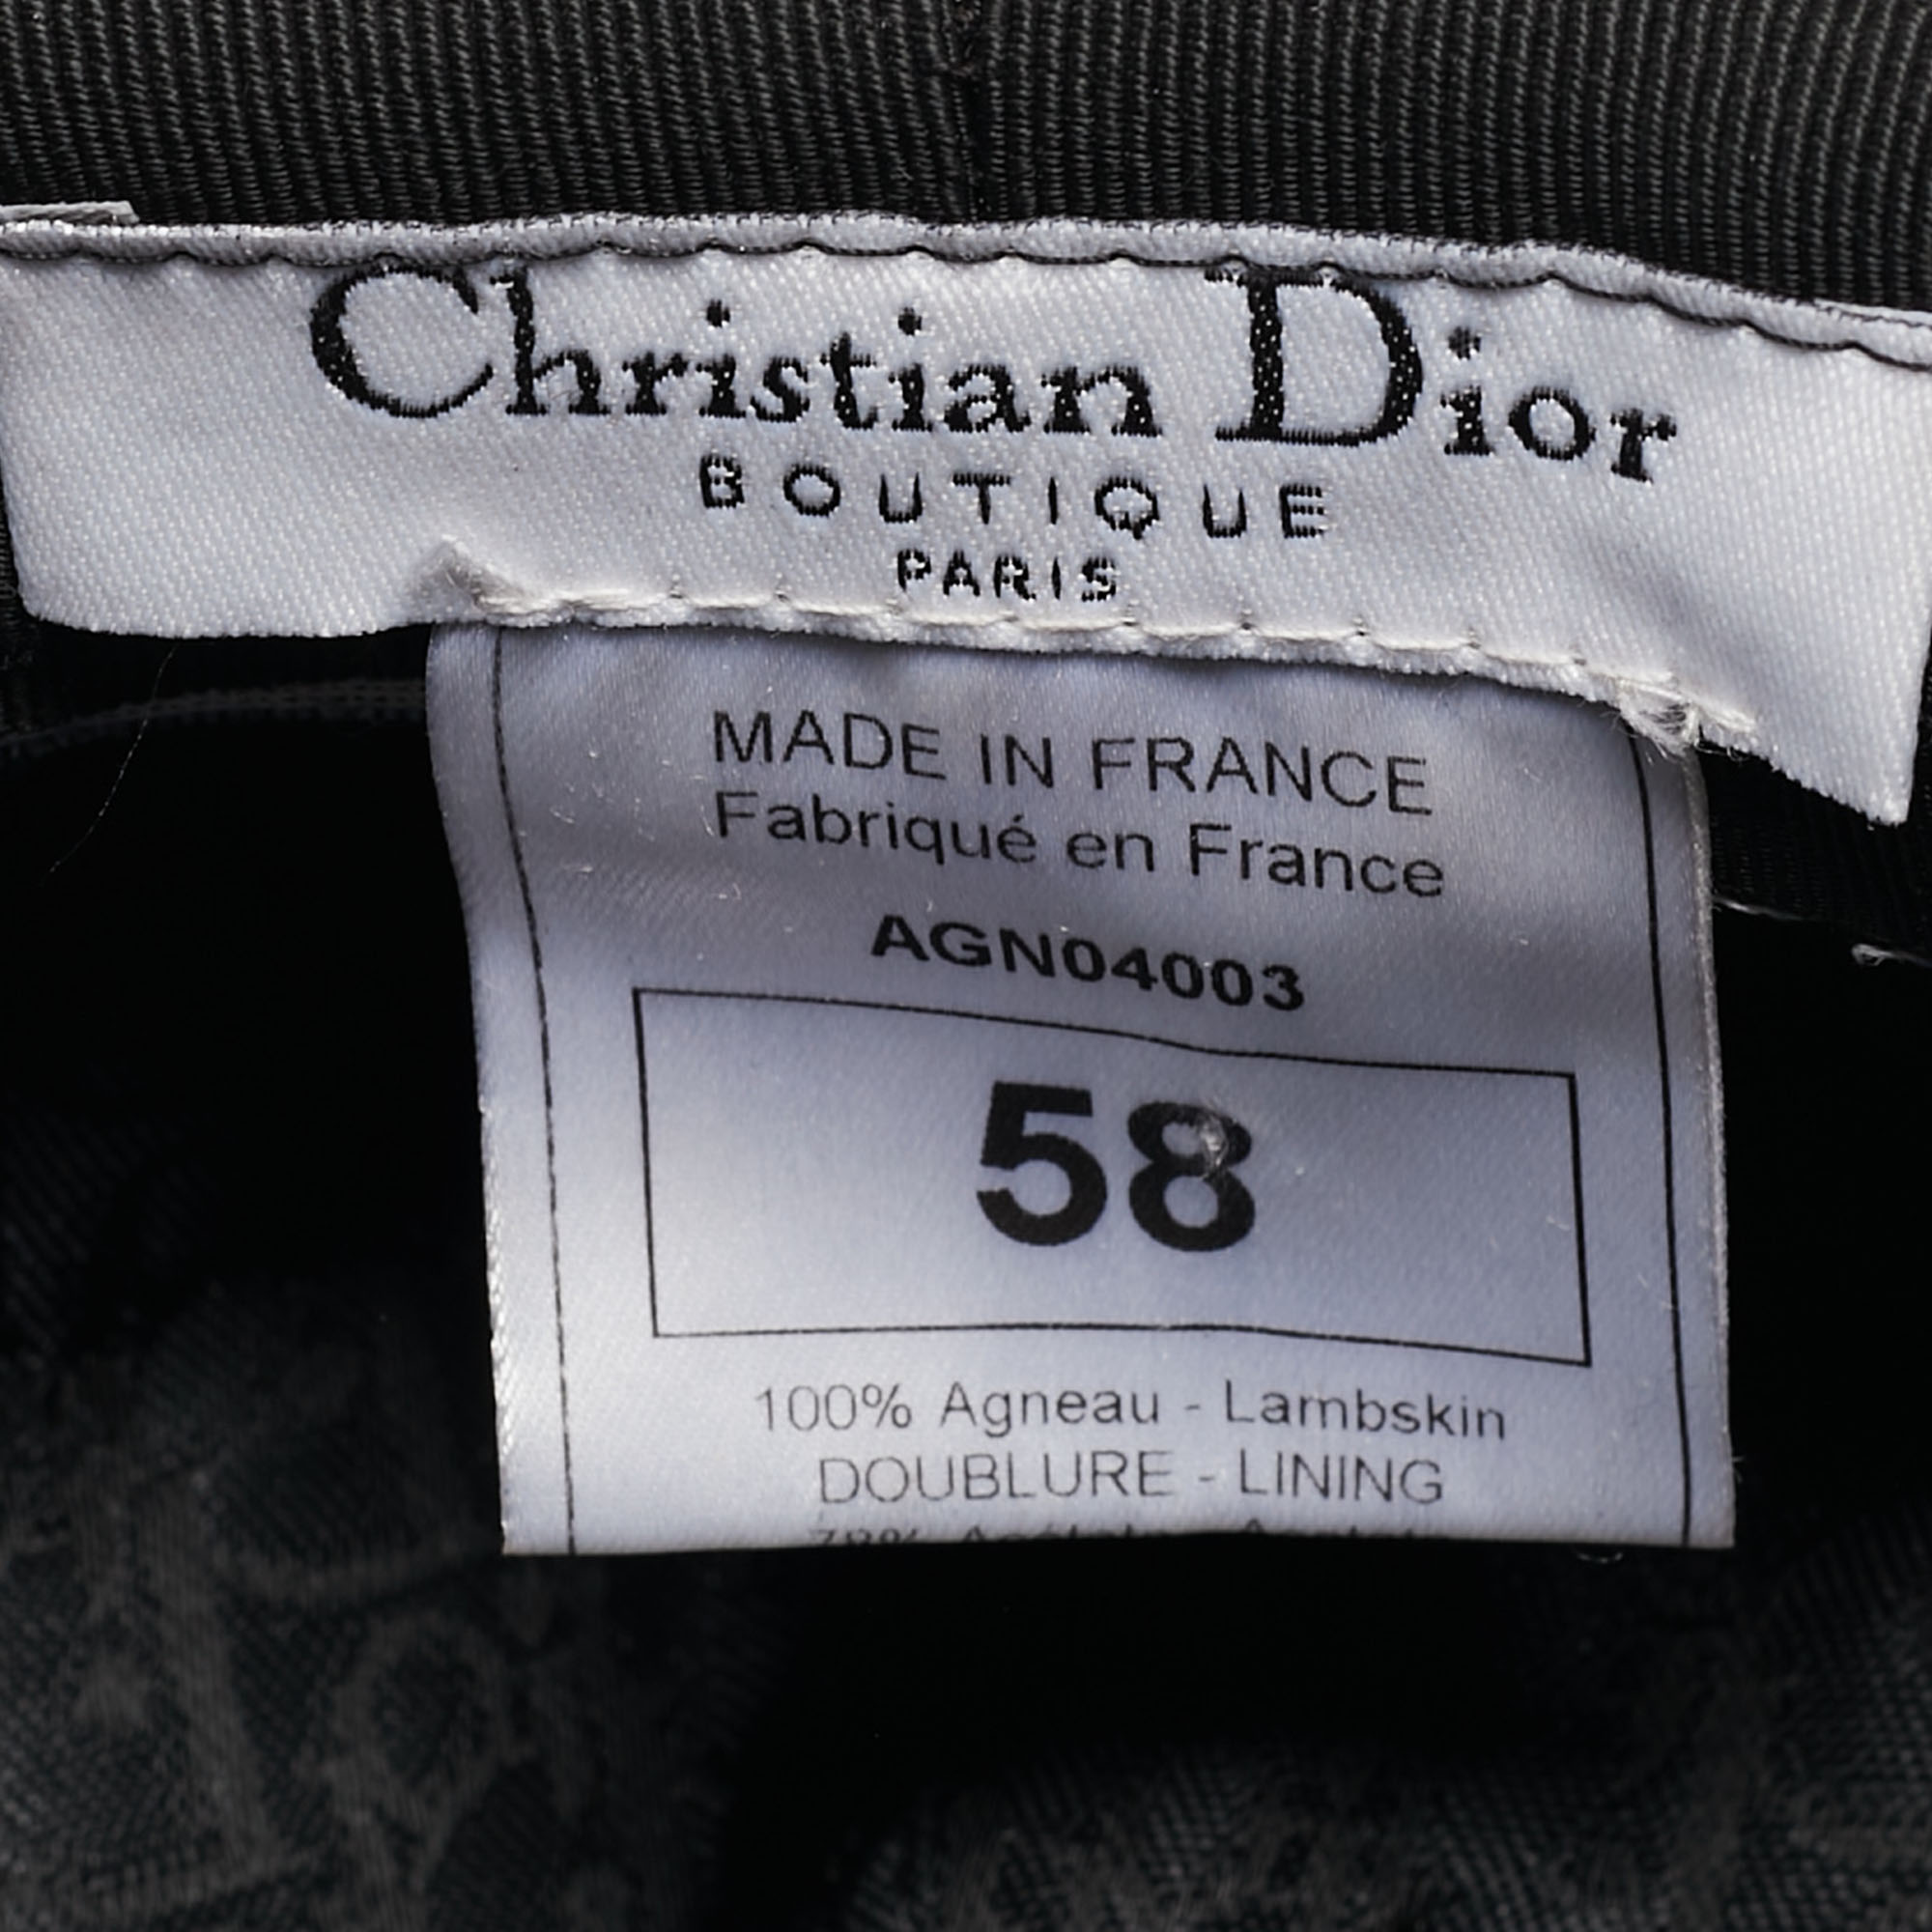 Christian Dior
BOUTIQUE
PARIS
MADE IN FRANCE
Fabriqué en France
AGN04003
58
100% Agneau - Lambskin
DOUBLURE - LINING